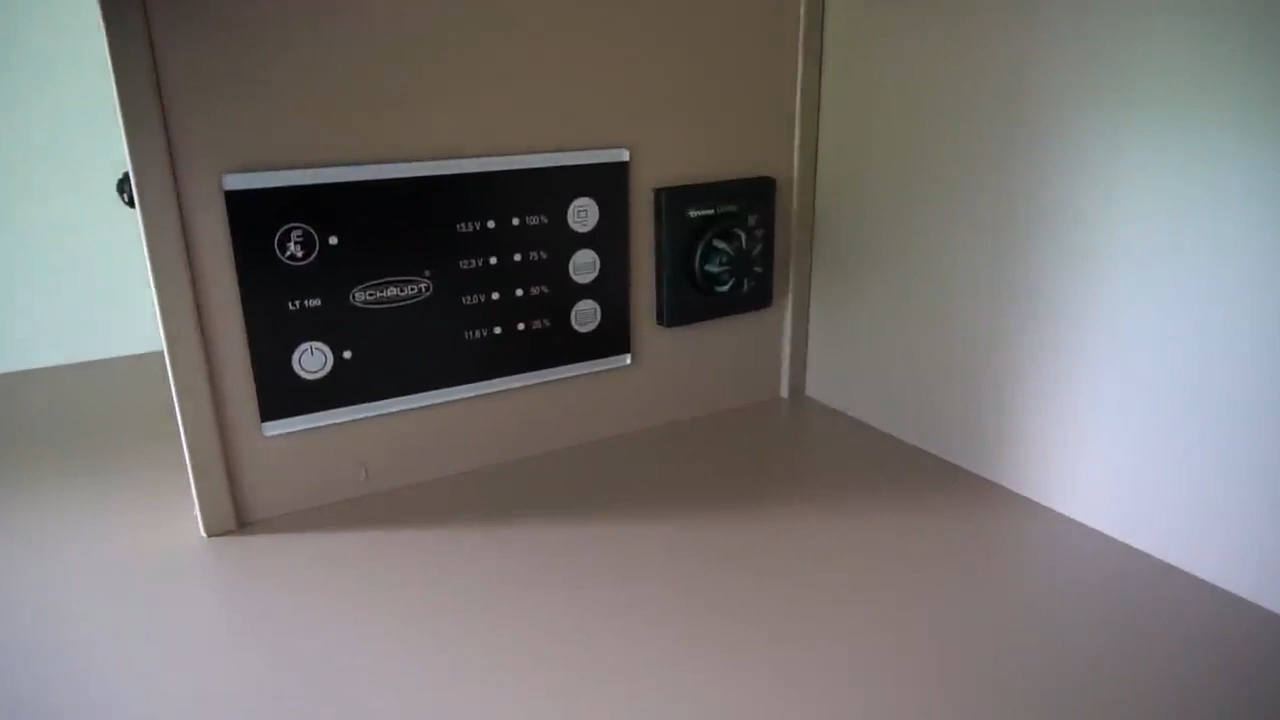 13,5 V 100 %
12,3 V 75 %
LT 100
SCHAUDT
®
12,0 V 50 %
11,6 V 25 %